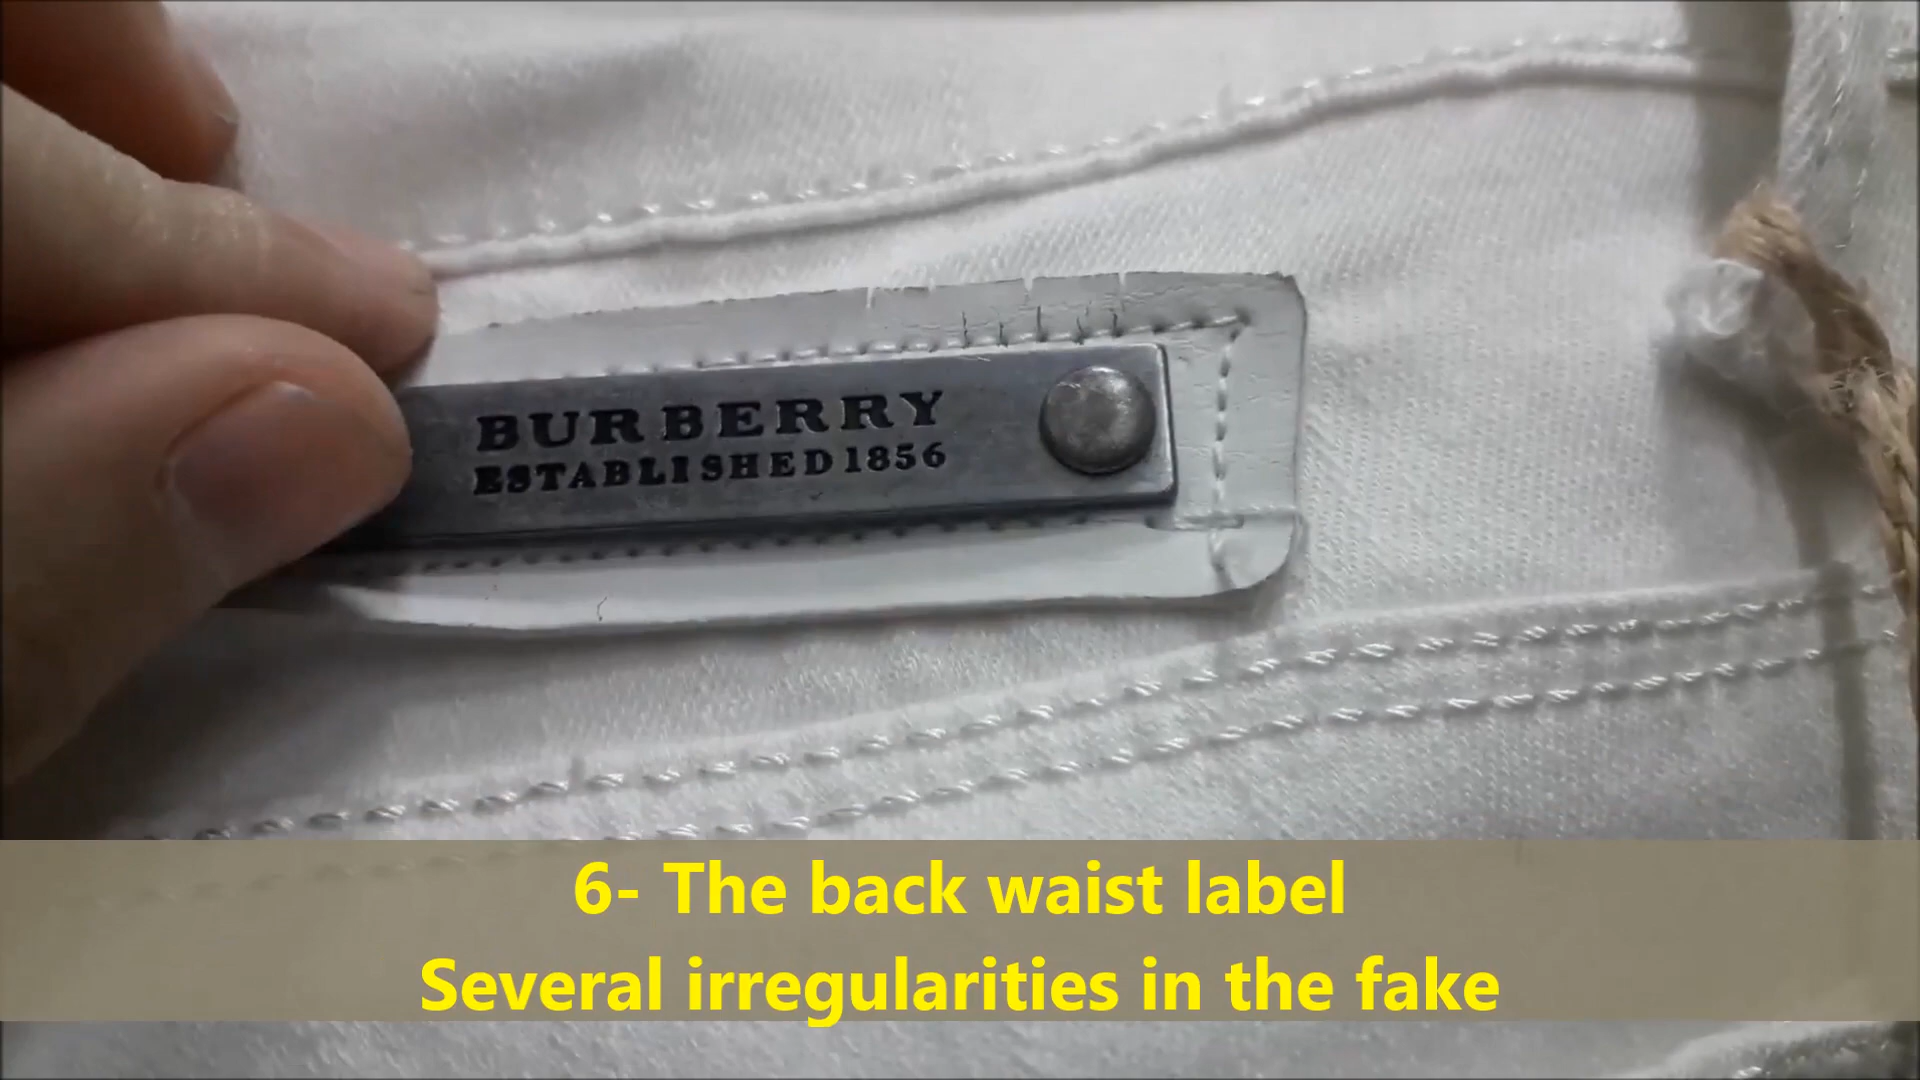 BURBERRY
ESTABLISHED 1856
6- The back waist label
Several irregularities in the fake